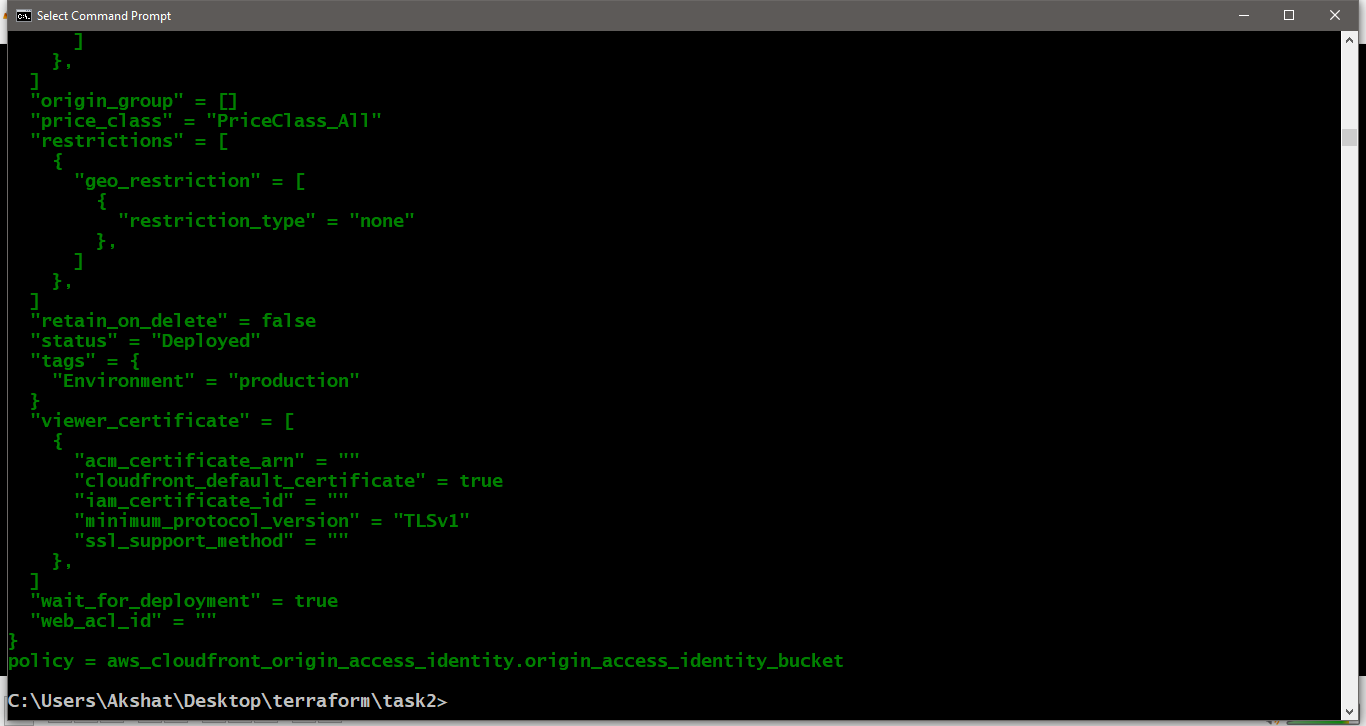 Select Command Prompt
]
},
]
"origin_group" = []
"price_class" = "PriceClass_All"
"restrictions" = [
{
"geo_restriction" = [
{
"restriction_type" = "none"
},
]
},
]
"retain_on_delete" = false
"status" = "Deployed"
"tags" = {
"Environment" = "production"
}
"viewer_certificate" = [
{
"acm_certificate_arn" = ""
"cloudfront_default_certificate" = true
"iam_certificate_id" = ""
"minimum_protocol_version" = "TLSv1"
"ssl_support_method" = ""
},
]
"wait_for_deployment" = true
"web_acl_id" = ""
}
policy = aws_cloudfront_origin_access_identity.origin_access_identity_bucket
C:\Users\Akshat\Desktop\terraform\task2>